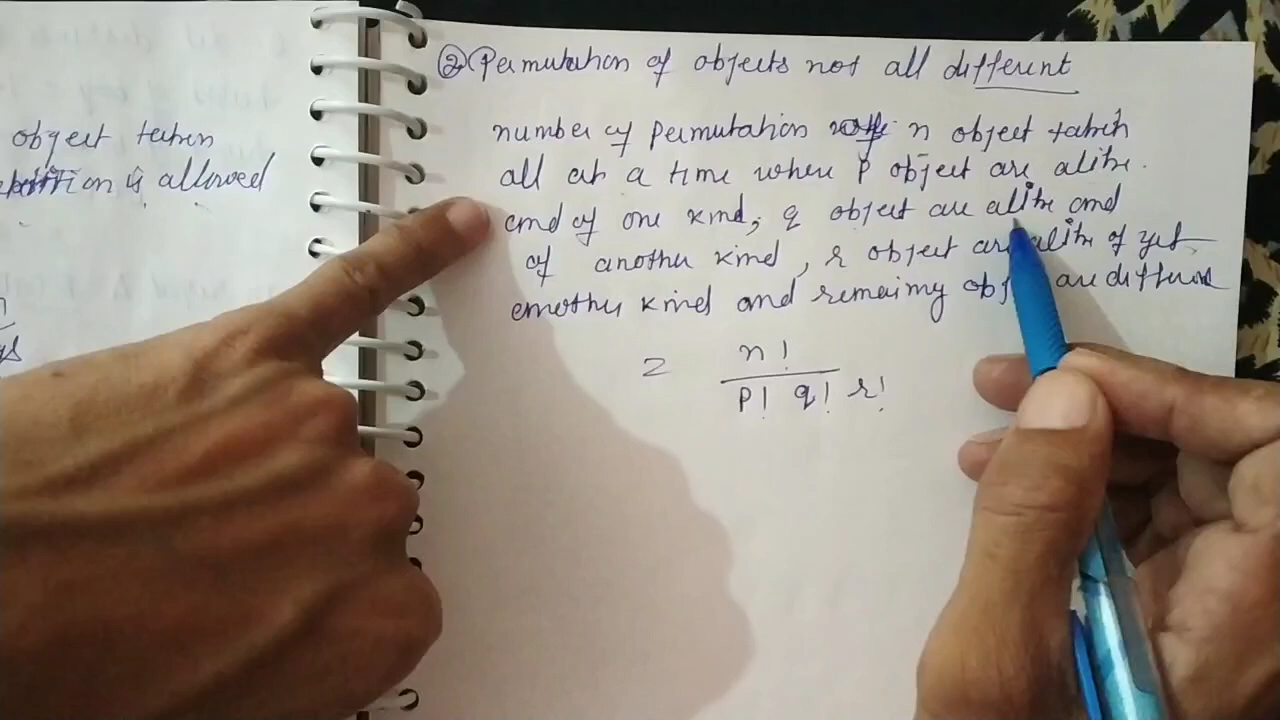 object taken
is allowed
② Permutation of objects not all different
number of permutation of n object taken
all at a time where P object are alike
and of one kind, q object are alike and
of another kind, r object are alike of yet
another kind and remaining obj are different
= n!
P! q! r!